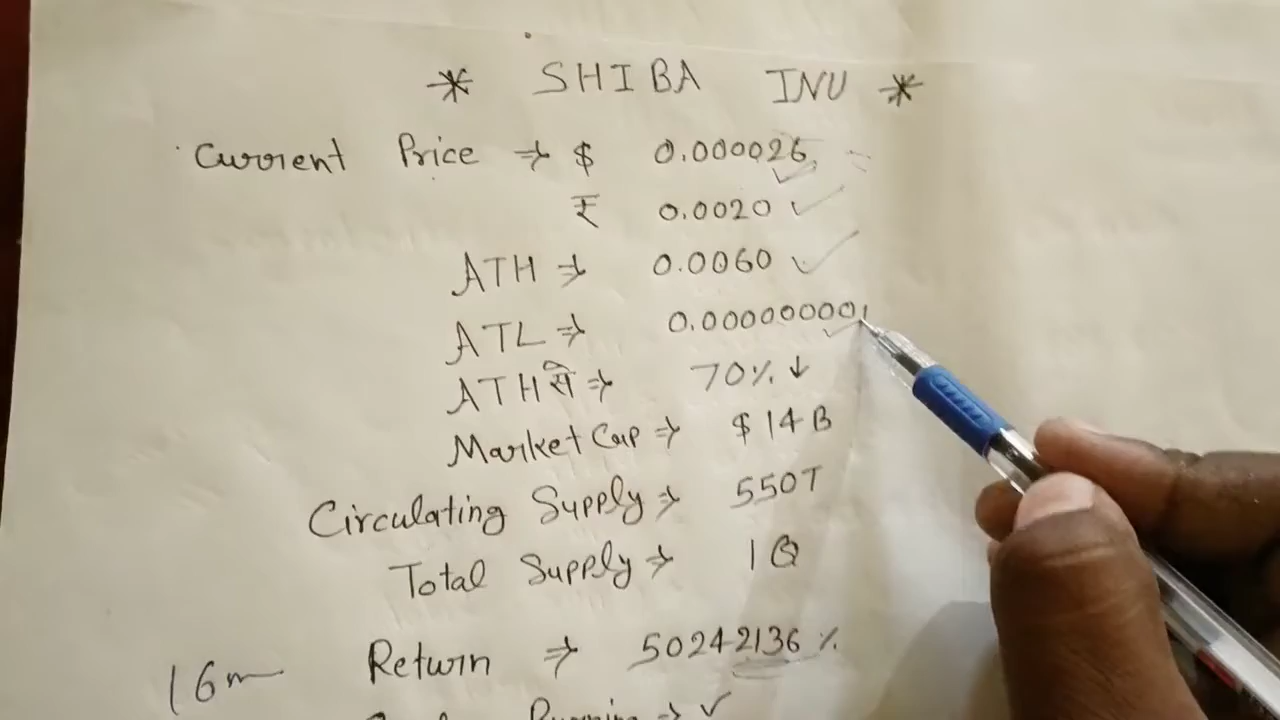 * SHIBA INU *
Current Price ⇒ $ 0.000026
₹ 0.0020 ✓
ATH ⇒ 0.0060 ✓
ATL ⇒ 0.000000001
ATH से ⇒ 70% ↓
Market Cap ⇒ $ 14 B
Circulating Supply ⇒ 550T
Total Supply ⇒ 1 Q
16m Return ⇒ 50242136 %